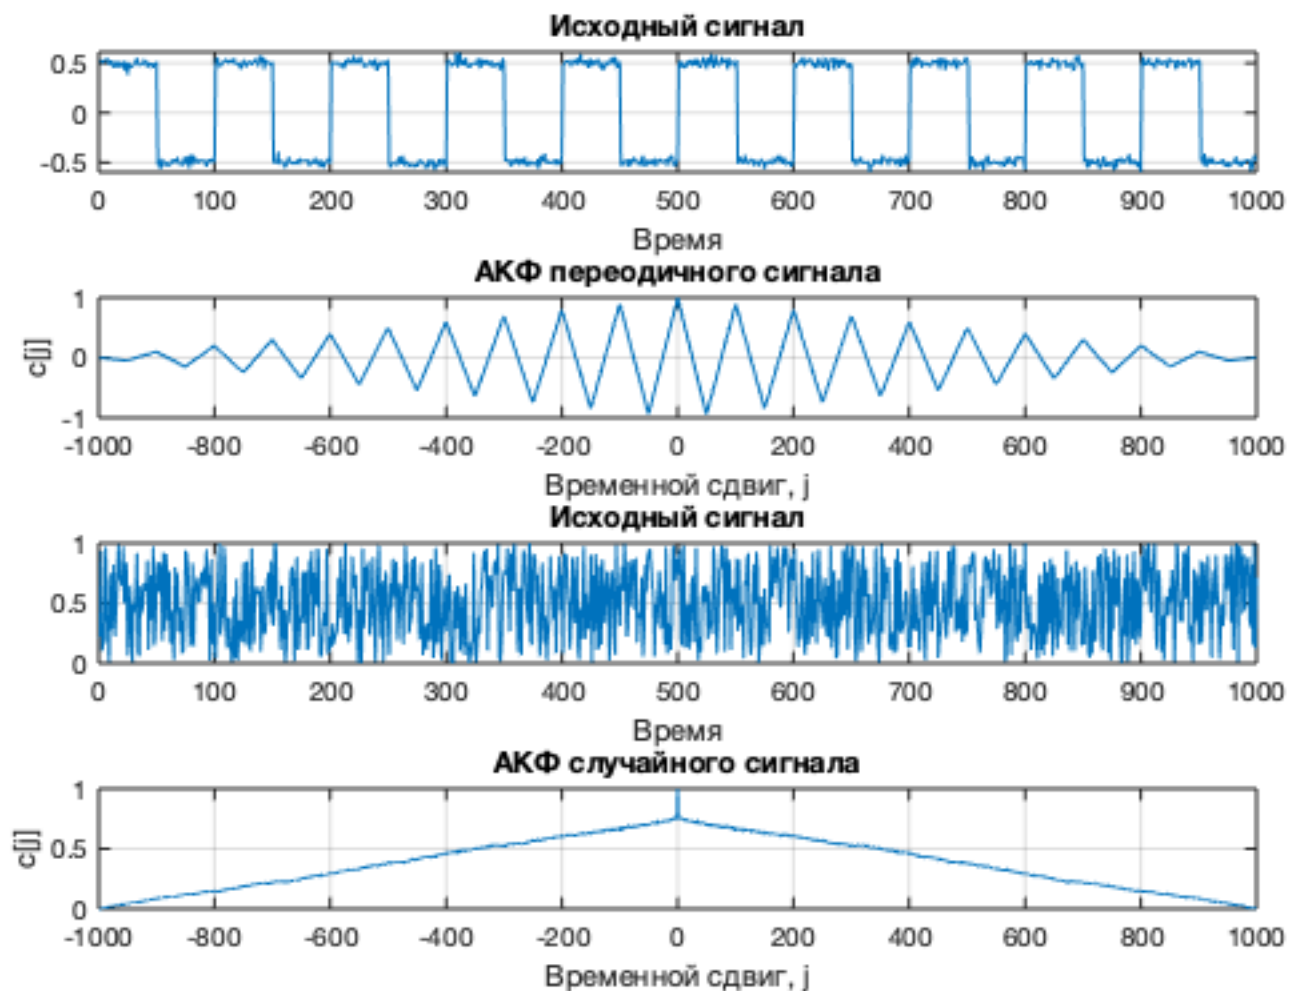 Исходный сигнал
0.5
0
-0.5
0 100 200 300 400 500 600 700 800 900 1000
Время
АКФ переодичного сигнала
1
0
-1
c[j]
-1000 -800 -600 -400 -200 0 200 400 600 800 1000
Временной сдвиг, j
Исходный сигнал
1
0.5
0
0 100 200 300 400 500 600 700 800 900 1000
Время
АКФ случайного сигнала
1
0.5
0
c[j]
-1000 -800 -600 -400 -200 0 200 400 600 800 1000
Временной сдвиг, j